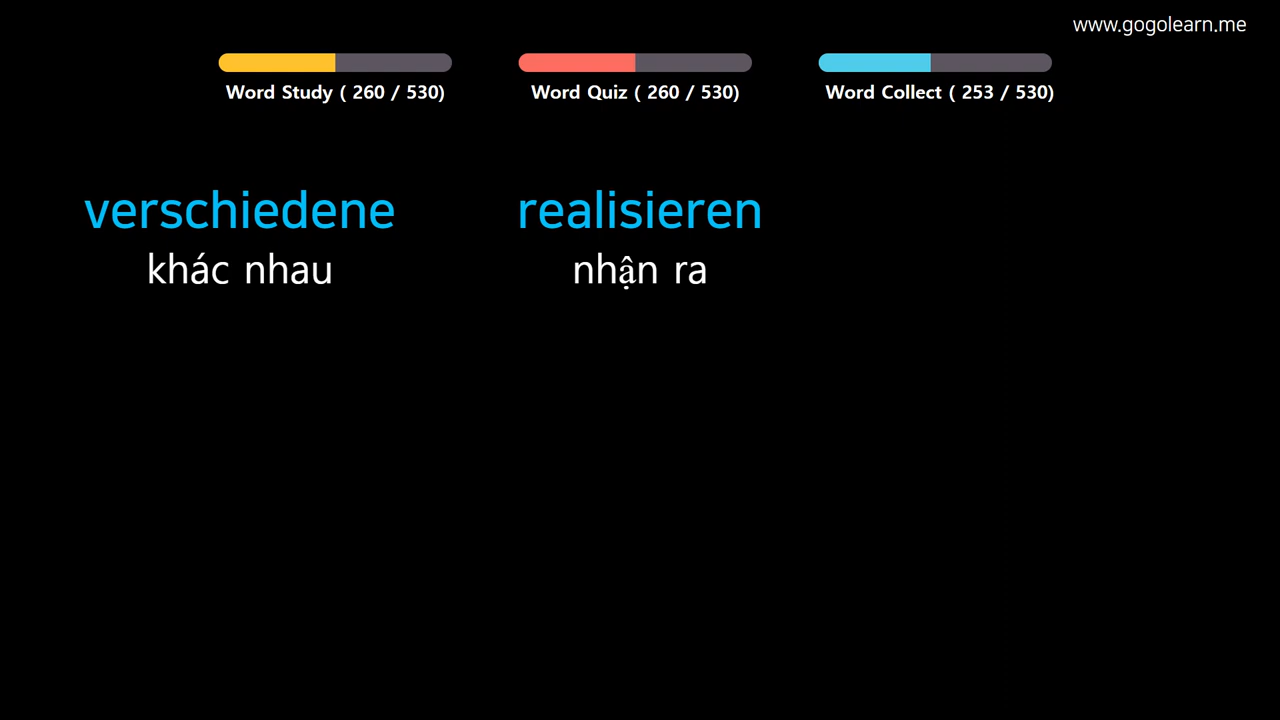 www.gogolearn.me
Word Study ( 260 / 530)
Word Quiz ( 260 / 530)
Word Collect ( 253 / 530)
verschiedene
khác nhau
realisieren
nhận ra